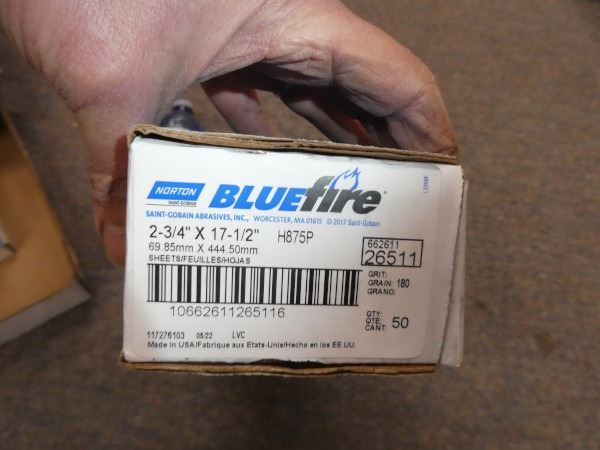 NORTON
SAINT-GOBAIN
BLUEfire®
SAINT-GOBAIN ABRASIVES, INC., WORCESTER, MA 01615 © 2017 Saint-Gobain
2-3/4" X 17-1/2" H875P
69.85mm X 444.50mm
SHEETS/FEUILLES/HOJAS
662611
26511
GRIT:
GRAIN: 180
GRANO:
10662611265116
QTY:
QTE: 50
CANT:
117276103 05/22 LVC
Made in USA/Fabrique aux Etats-Unis/Hecho en los EE.UU.